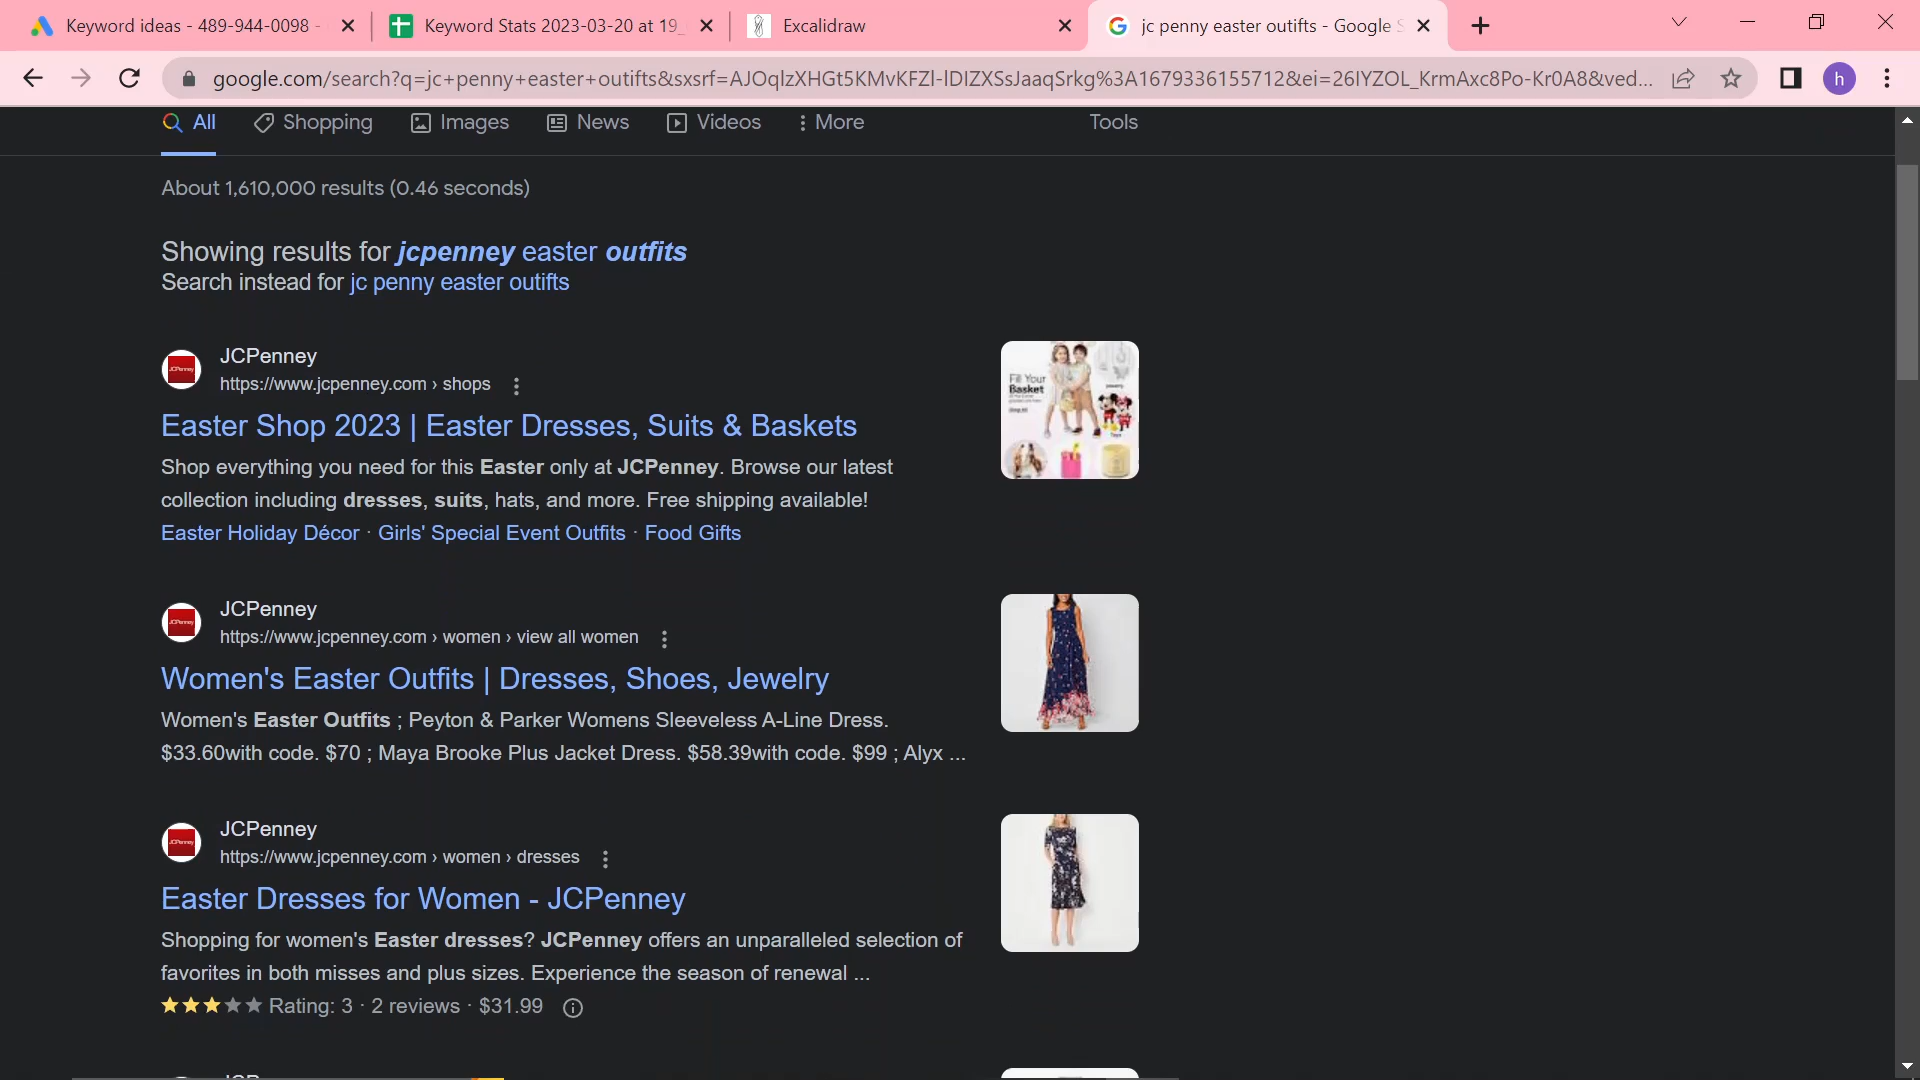 Keyword ideas - 489-944-0098 -
Keyword Stats 2023-03-20 at 19_
Excalidraw
jc penny easter outifts - Google S
google.com/search?q=jc+penny+easter+outifts&sxsrf=AJOqlzXHGt5KMvKFZl-lDIZXSsJaaqSrkg%3A1679336155712&ei=26IYZOL_KrmAxc8Po-Kr0A8&ved...
h
All
Shopping
Images
News
Videos
More
Tools
About 1,610,000 results (0.46 seconds)
Showing results for jcpenney easter outfits
Search instead for jc penny easter outifts
JCPenney
JCPenney
https://www.jcpenney.com › shops
Easter Shop 2023 | Easter Dresses, Suits & Baskets
Shop everything you need for this Easter only at JCPenney. Browse our latest
collection including dresses, suits, hats, and more. Free shipping available!
Easter Holiday Décor · Girls' Special Event Outfits · Food Gifts
Fill Your
Basket
JCPenney
JCPenney
https://www.jcpenney.com › women › view all women
Women's Easter Outfits | Dresses, Shoes, Jewelry
Women's Easter Outfits ; Peyton & Parker Womens Sleeveless A-Line Dress.
$33.60with code. $70 ; Maya Brooke Plus Jacket Dress. $58.39with code. $99 ; Alyx ...
JCPenney
JCPenney
https://www.jcpenney.com › women › dresses
Easter Dresses for Women - JCPenney
Shopping for women's Easter dresses? JCPenney offers an unparalleled selection of
favorites in both misses and plus sizes. Experience the season of renewal ...
Rating: 3 · 2 reviews · $31.99